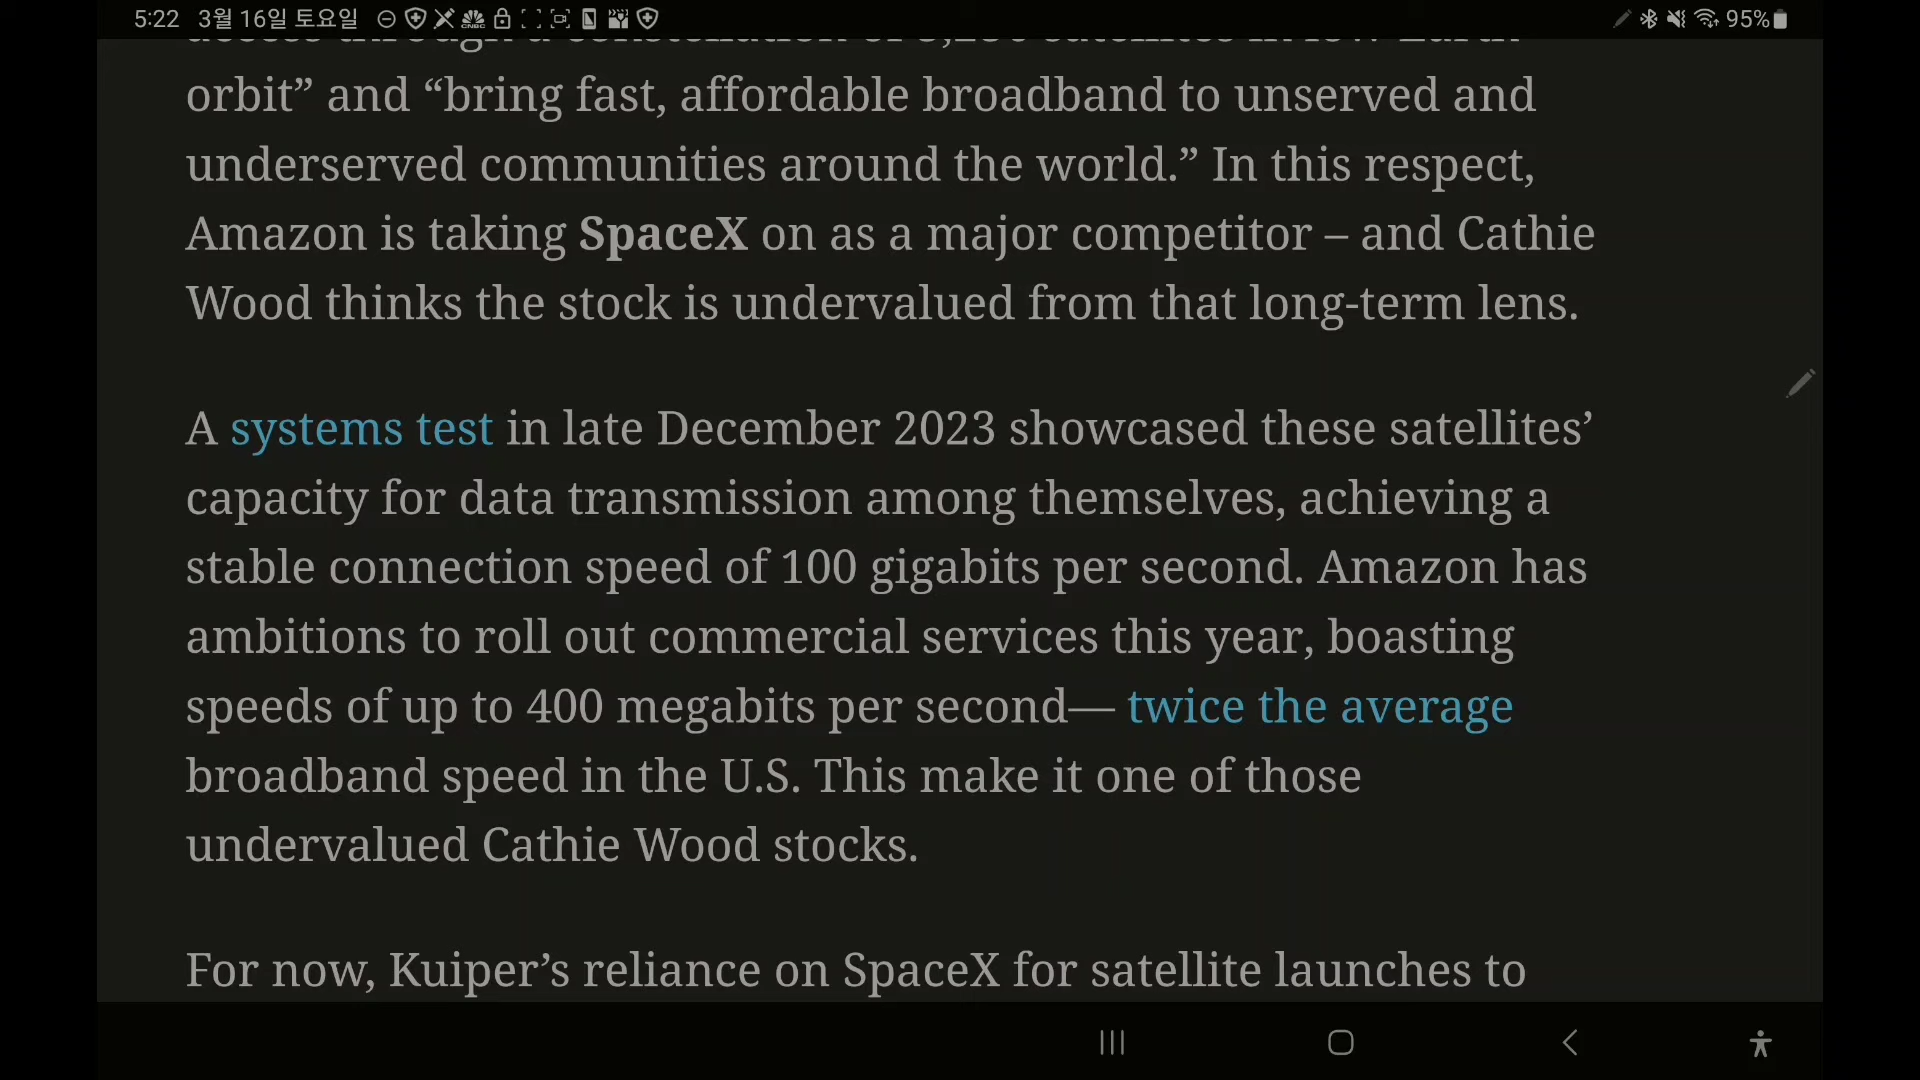 5:22 3월 16일 토요일 95%
orbit” and “bring fast, affordable broadband to unserved and
underserved communities around the world.” In this respect,
Amazon is taking SpaceX on as a major competitor – and Cathie
Wood thinks the stock is undervalued from that long-term lens.
A systems test in late December 2023 showcased these satellites’
capacity for data transmission among themselves, achieving a
stable connection speed of 100 gigabits per second. Amazon has
ambitions to roll out commercial services this year, boasting
speeds of up to 400 megabits per second— twice the average
broadband speed in the U.S. This make it one of those
undervalued Cathie Wood stocks.
For now, Kuiper’s reliance on SpaceX for satellite launches to